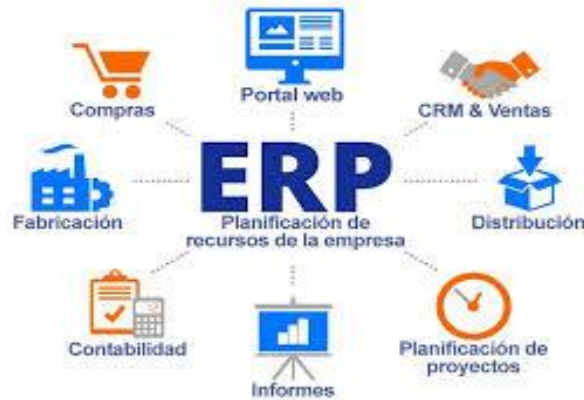 Compras
Portal web
CRM & Ventas
Fabricación
ERP
Planificación de
recursos de la empresa
Distribución
Contabilidad
Informes
Planificación de
proyectos